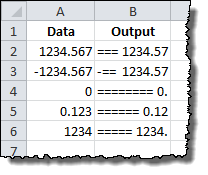 A B
1 Data Output
2 1234.567 === 1234.57
3 -1234.567 -== 1234.57
4 0 ======== 0.
5 0.123 ====== 0.12
6 1234 ===== 1234.
7